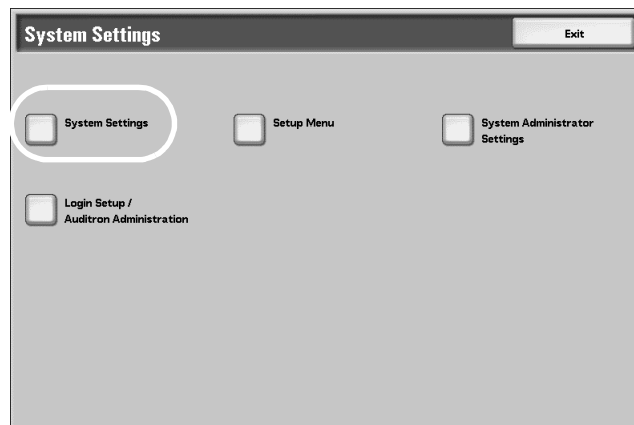 System Settings
Exit
System Settings
Setup Menu
System Administrator
Settings
Login Setup /
Auditron Administration